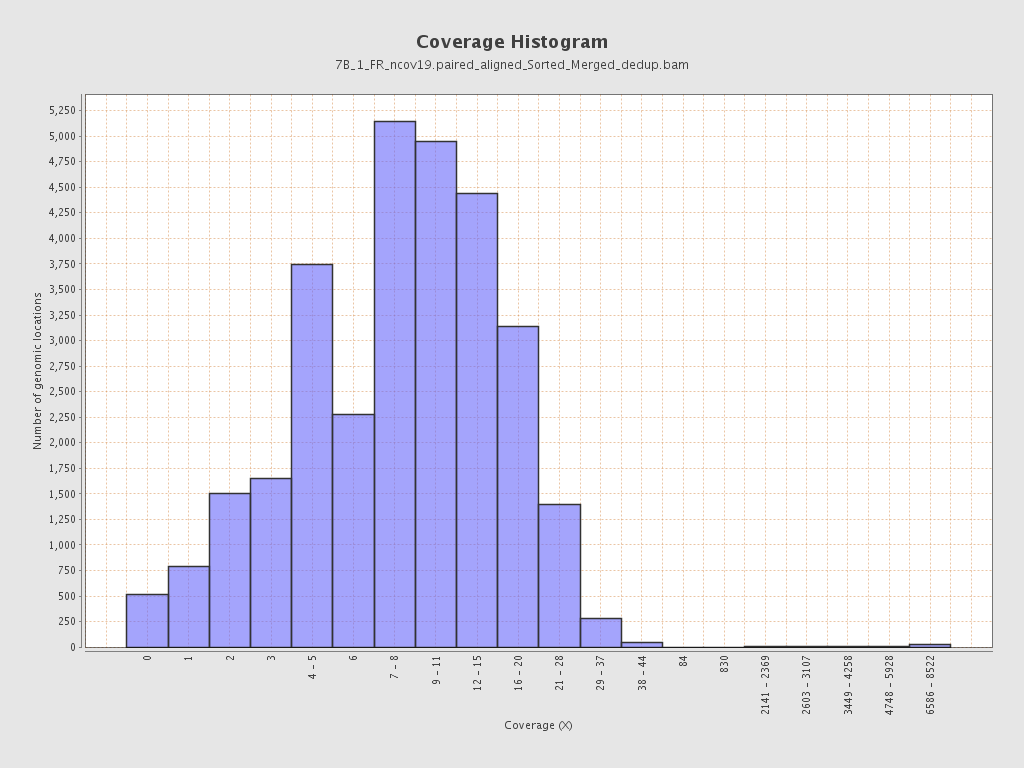 Coverage Histogram
7B_1_FR_ncov19.paired_aligned_Sorted_Merged_dedup.bam
5,250
5,000
4,750
4,500
4,250
4,000
3,750
3,500
3,250
3,000
2,750
2,500
2,250
2,000
1,750
1,500
1,250
1,000
750
500
250
0
Number of genomic locations
0
1
2
3
4 - 5
6
7 - 8
9 - 11
12 - 15
16 - 20
21 - 28
29 - 37
38 - 44
84
830
2141 - 2369
2603 - 3107
3449 - 4258
4748 - 5928
6586 - 8522
Coverage (X)